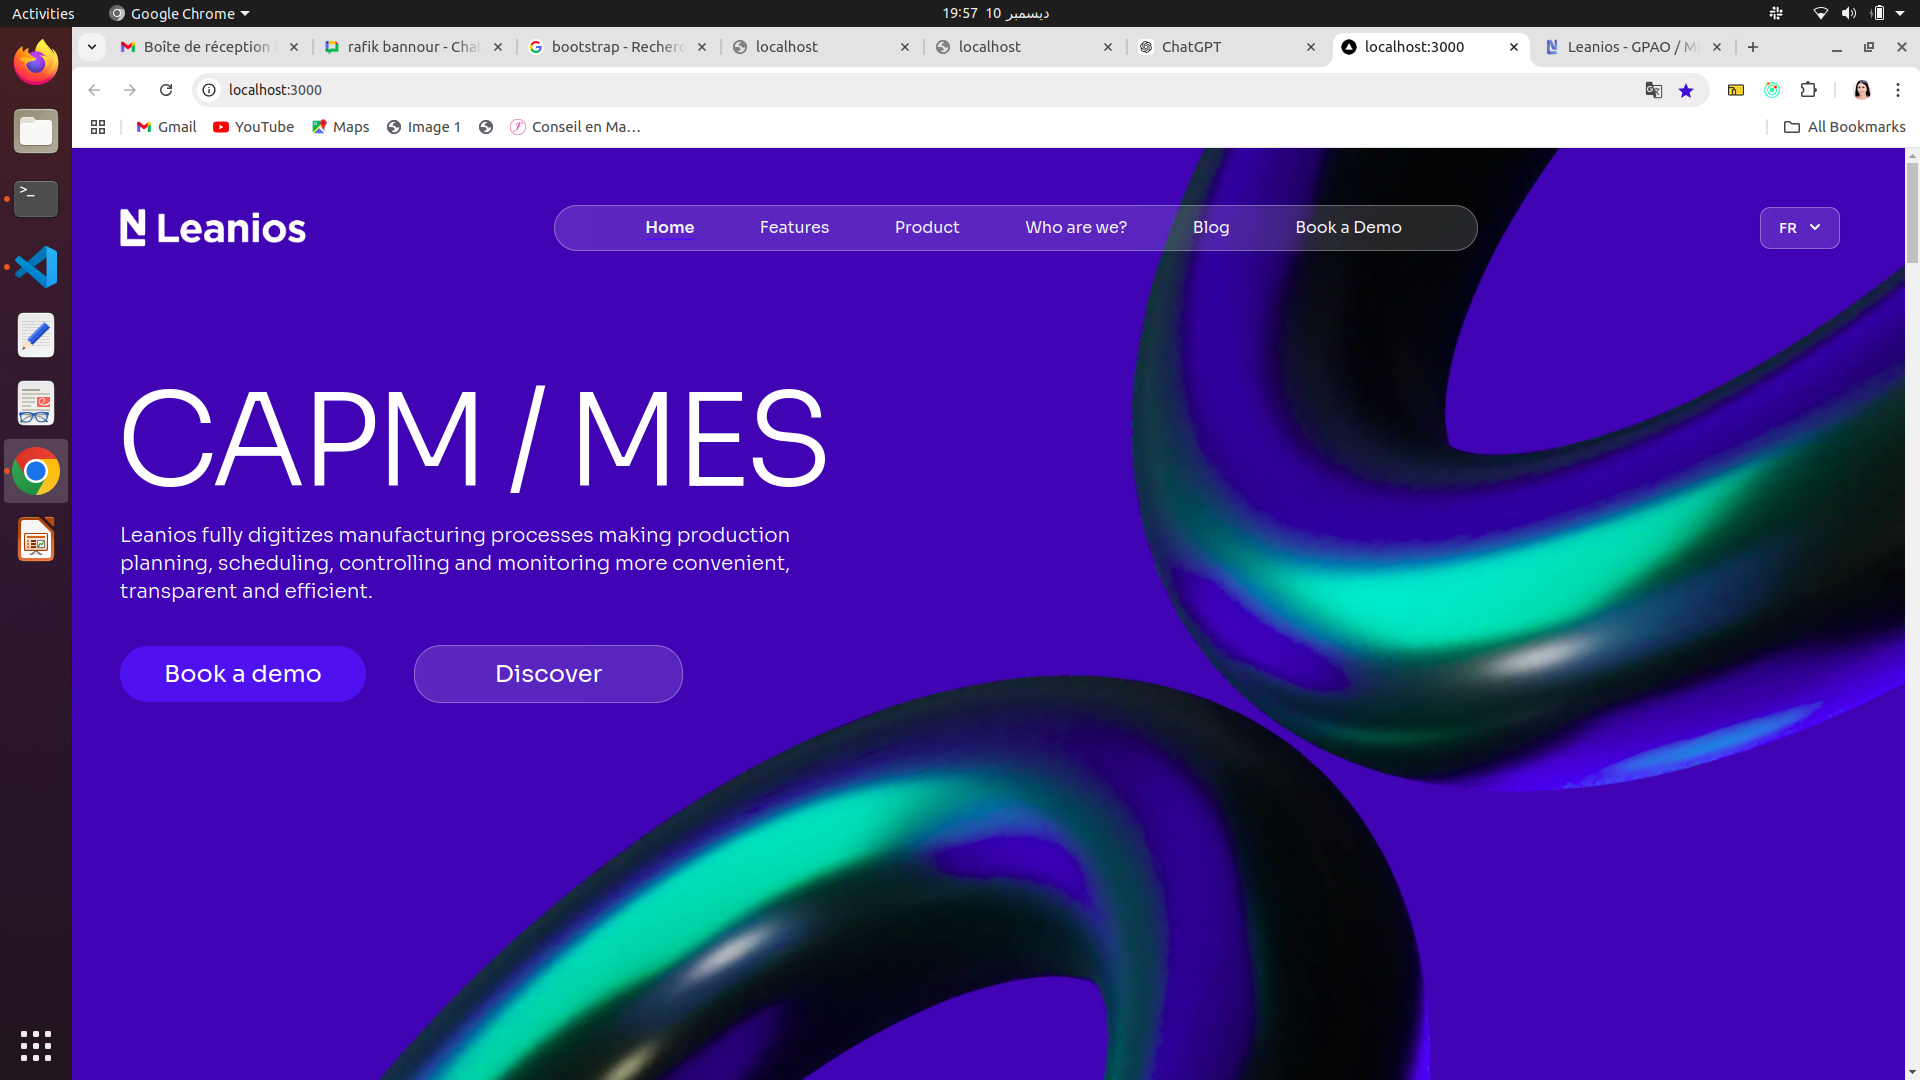 Activities
Google Chrome
19:57 10 ديسمبر
Boîte de réception
rafik bannour - Chat
bootstrap - Recherc
localhost
localhost
ChatGPT
localhost:3000
Leanios - GPAO / M
localhost:3000
Gmail
YouTube
Maps
Image 1
Conseil en Ma…
All Bookmarks
Leanios
Home
Features
Product
Who are we?
Blog
Book a Demo
FR
CAPM / MES
Leanios fully digitizes manufacturing processes making production
planning, scheduling, controlling and monitoring more convenient,
transparent and efficient.
Book a demo
Discover